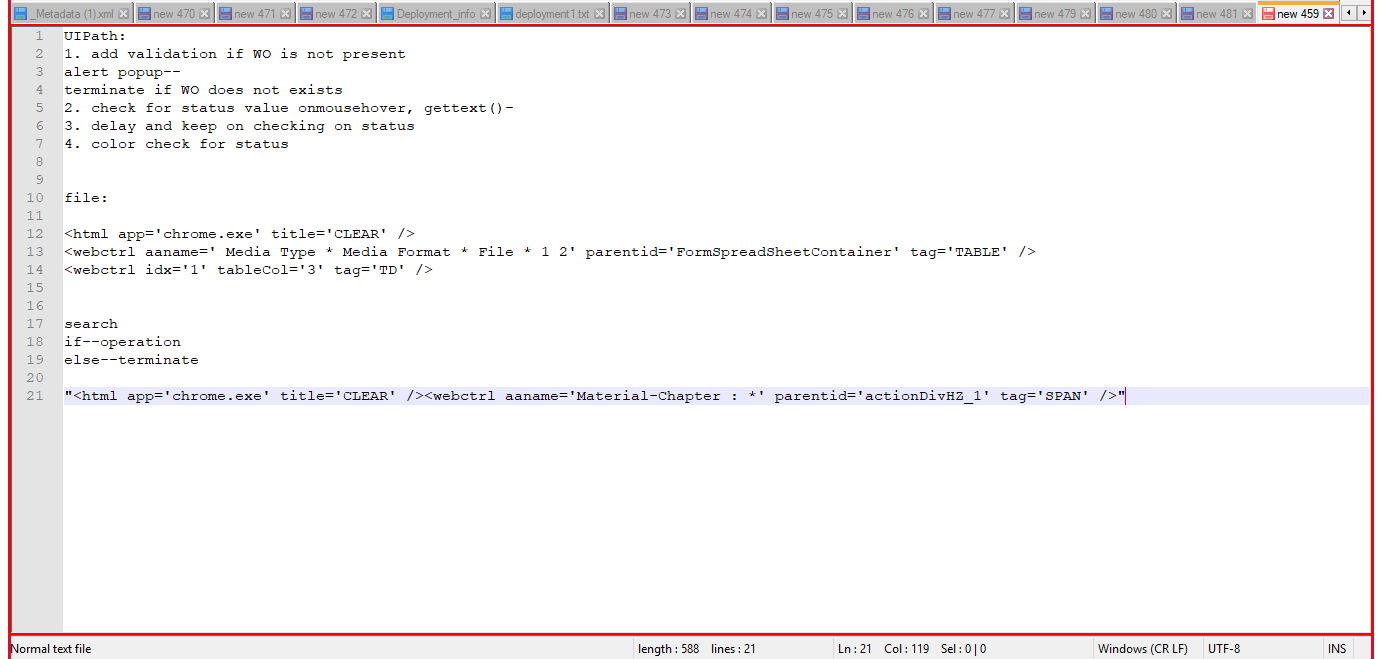 _Metadata (1).xml new 470 new 471 new 472 Deployment_info deployment1.txt new 473 new 474 new 475 new 476 new 477 new 479 new 480 new 481 new 459
1 UIPath:
2 1. add validation if WO is not present
3 alert popup--
4 terminate if WO does not exists
5 2. check for status value onmousehover, gettext()-
6 3. delay and keep on checking on status
7 4. color check for status
8
9
10 file:
11
12 <html app='chrome.exe' title='CLEAR' />
13 <webctrl aaname=' Media Type * Media Format * File * 1 2' parentid='FormSpreadSheetContainer' tag='TABLE' />
14 <webctrl idx='1' tableCol='3' tag='TD' />
15
16
17 search
18 if--operation
19 else--terminate
20
21 "<html app='chrome.exe' title='CLEAR' /><webctrl aaname='Material-Chapter : *' parentid='actionDivHZ_1' tag='SPAN' />"
Normal text file length : 588 lines : 21 Ln : 21 Col : 119 Sel : 0 | 0 Windows (CR LF) UTF-8 INS